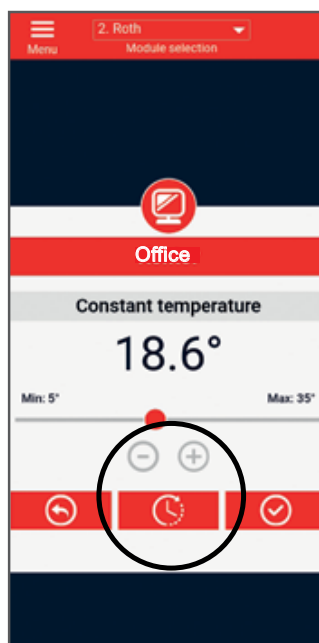 2. Roth
Menu
Module selection
Office
Constant temperature
18.6°
Min: 5°
Max: 35°